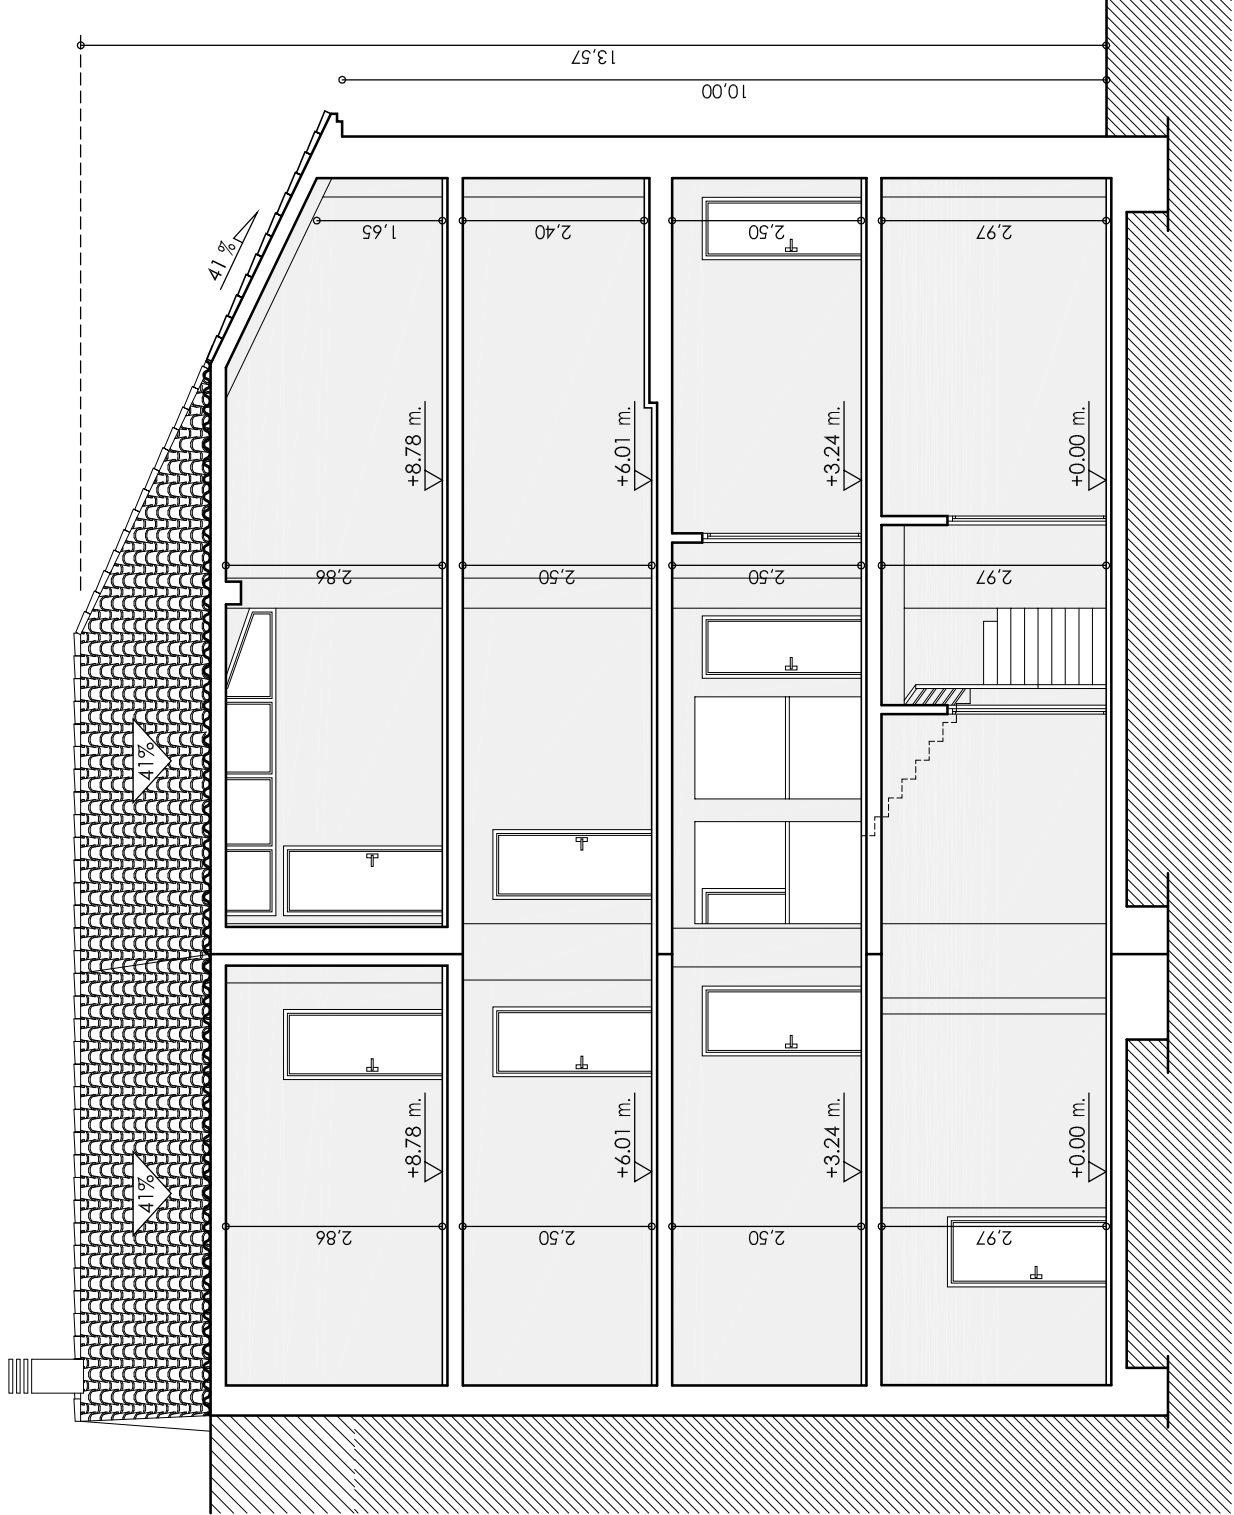 13,57
10,00
41 %
1,65
2,40
2,50
2,97
+8.78 m.
+6.01 m.
+3.24 m.
+0.00 m.
2,86
2,50
2,50
2,97
41%
+8.78 m.
+6.01 m.
+3.24 m.
+0.00 m.
41%
2,86
2,50
2,50
2,97